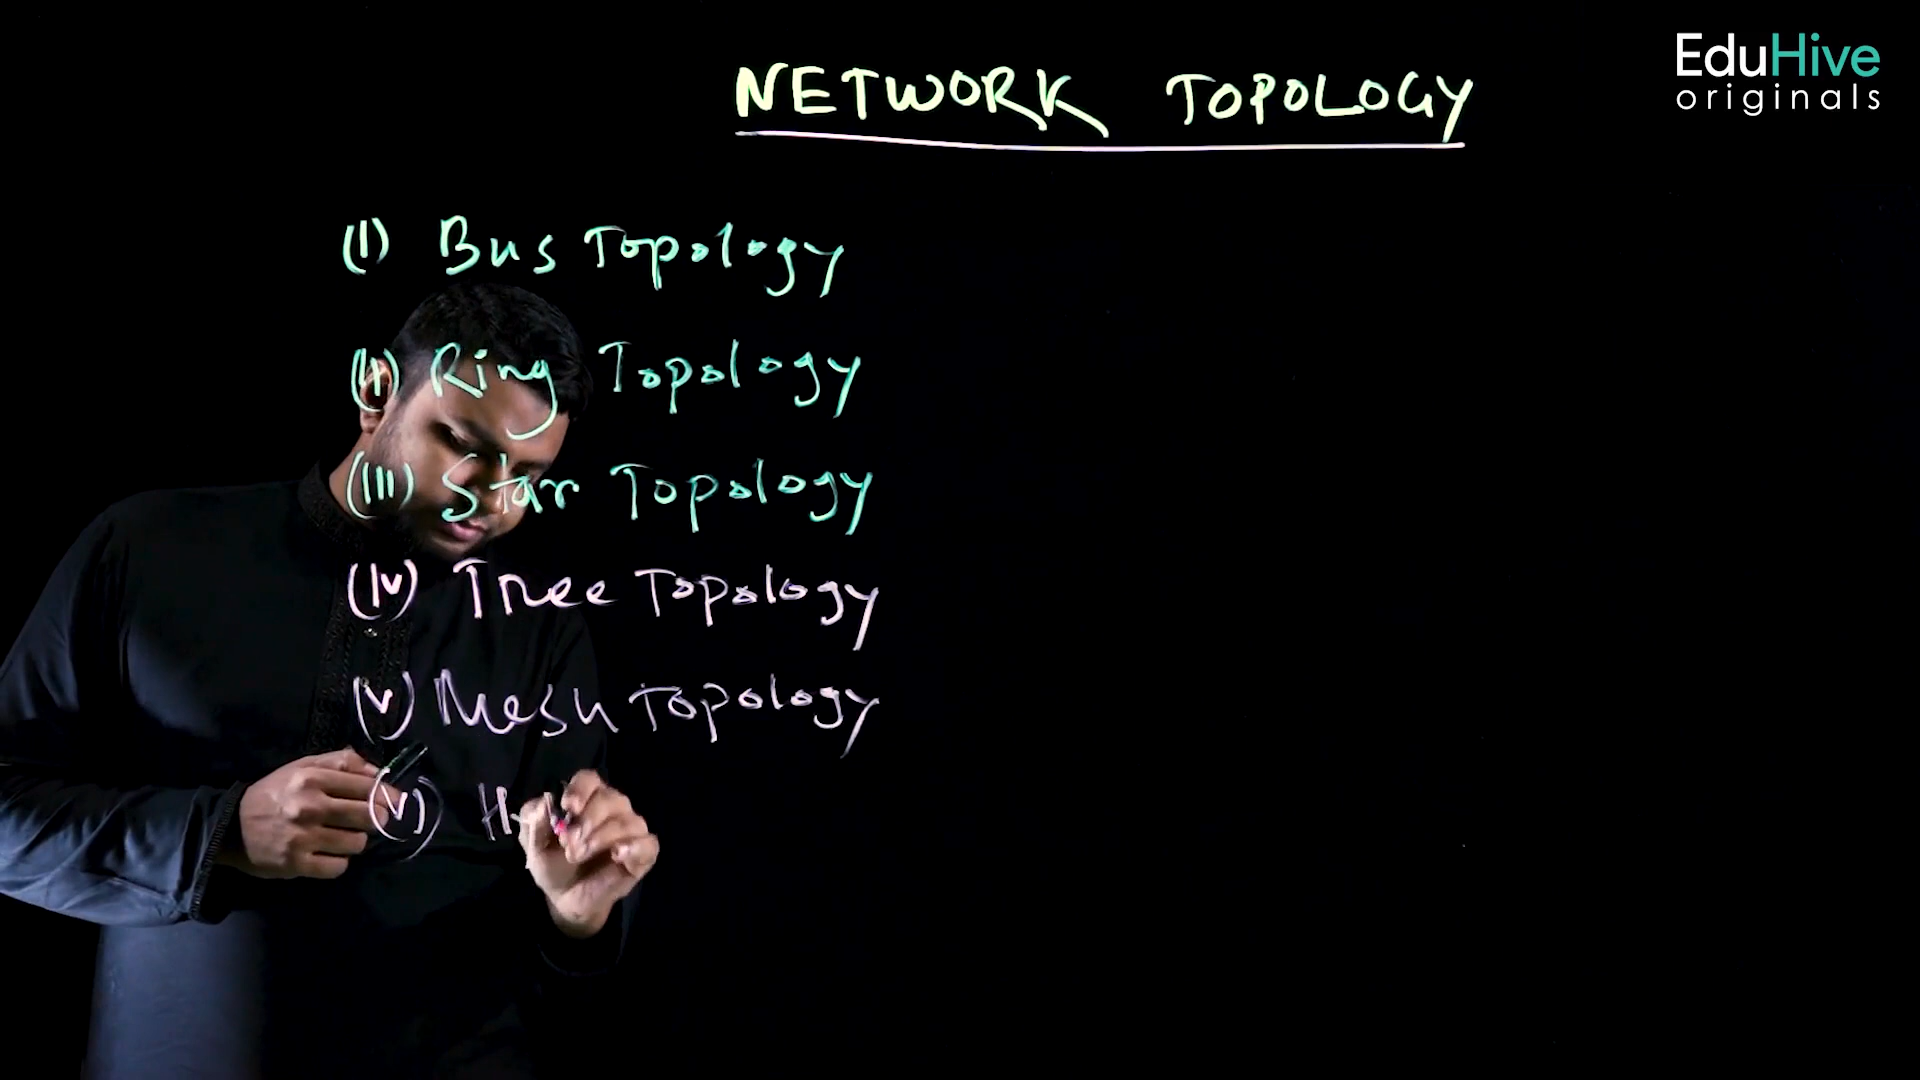 EduHive
originals
NETWORK TOPOLOGY
(I) Bus Topology
(II) Ring Topology
(III) Star Topology
(IV) Tree Topology
(V) Mesh Topology
(V)